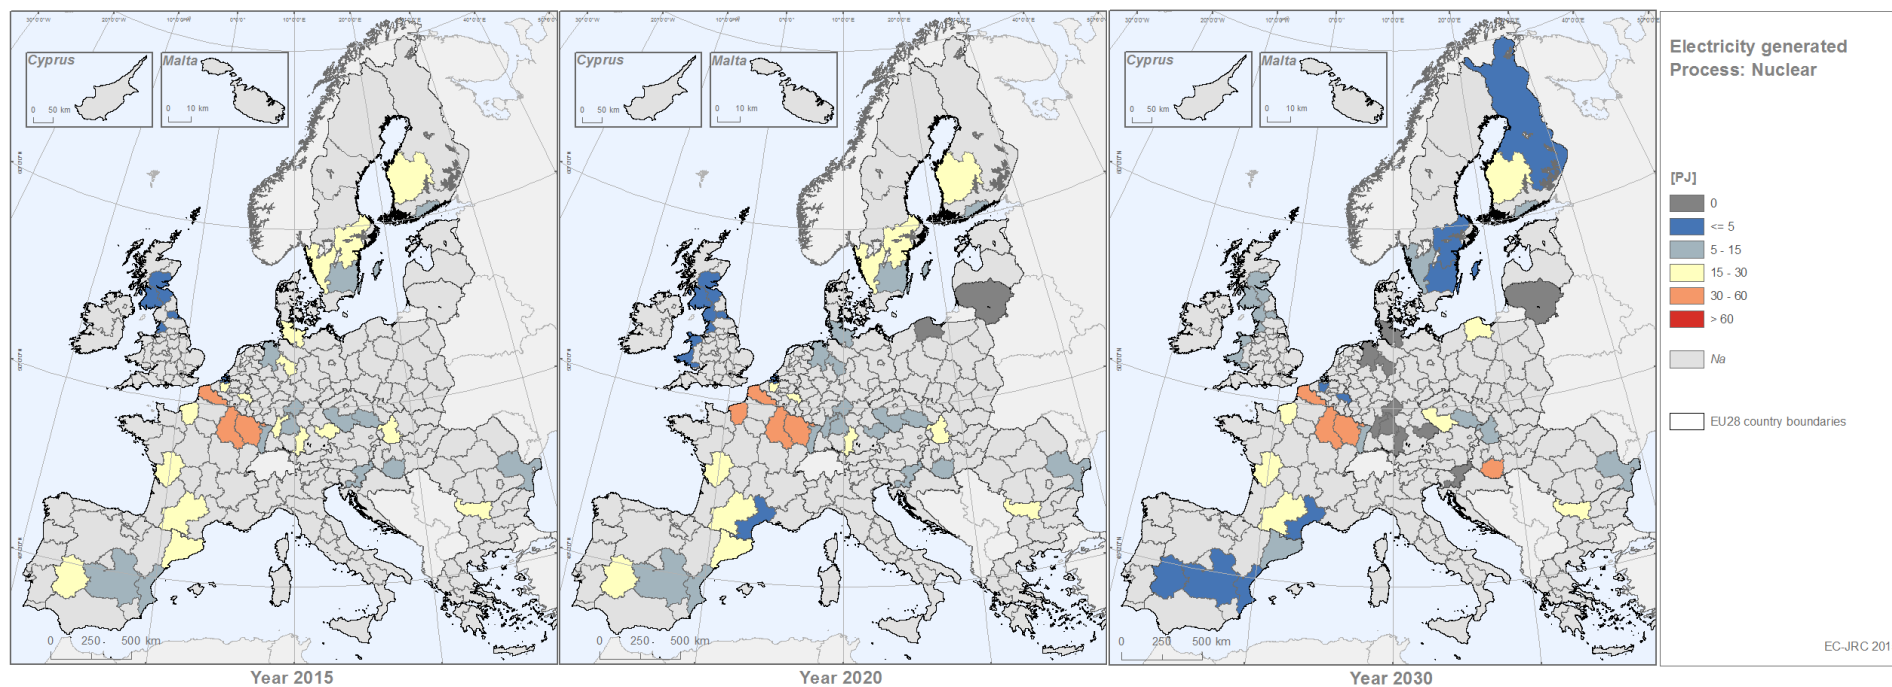 Cyprus
0 50 km
Malta
0 10 km
0 250 500 km
Year 2015
Cyprus
0 50 km
Malta
0 10 km
0 250 500 km
Year 2020
Cyprus
0 50 km
Malta
0 10 km
0 250 500 km
Year 2030
Electricity generated
Process: Nuclear
[PJ]
0
<= 5
5 - 15
15 - 30
30 - 60
> 60
Na
EU28 country boundaries
EC-JRC 201